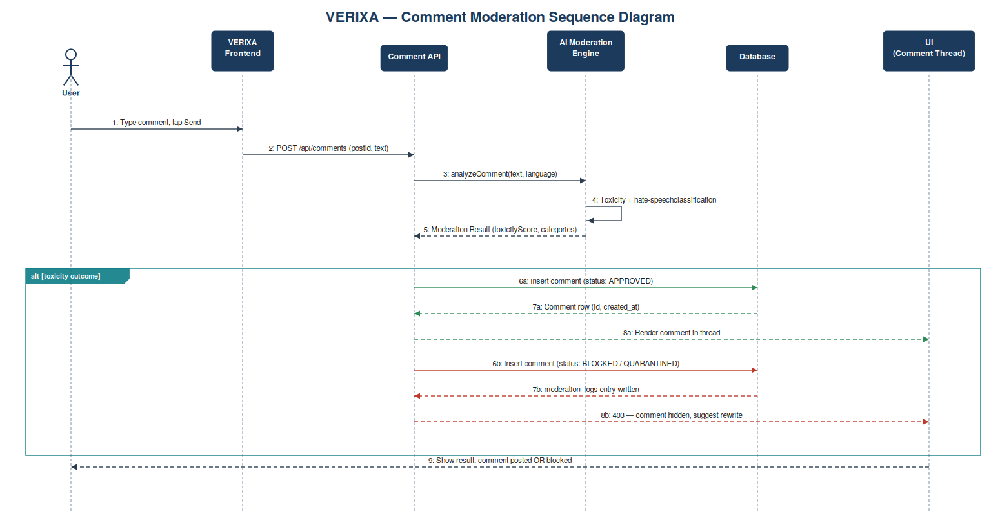 VERIXA — Comment Moderation Sequence Diagram
User
VERIXA
Frontend
Comment API
AI Moderation
Engine
Database
UI
(Comment Thread)
1: Type comment, tap Send
2: POST /api/comments (postId, text)
3: analyzeComment(text, language)
4: Toxicity + hate-speechclassification
5: Moderation Result (toxicityScore, categories)
alt [toxicity outcome]
6a: Insert comment (status: APPROVED)
7a: Comment row (id, created_at)
8a: Render comment in thread
6b: Insert comment (status: BLOCKED / QUARANTINED)
7b: moderation_logs entry written
8b: 403 — comment hidden, suggest rewrite
9: Show result: comment posted OR blocked